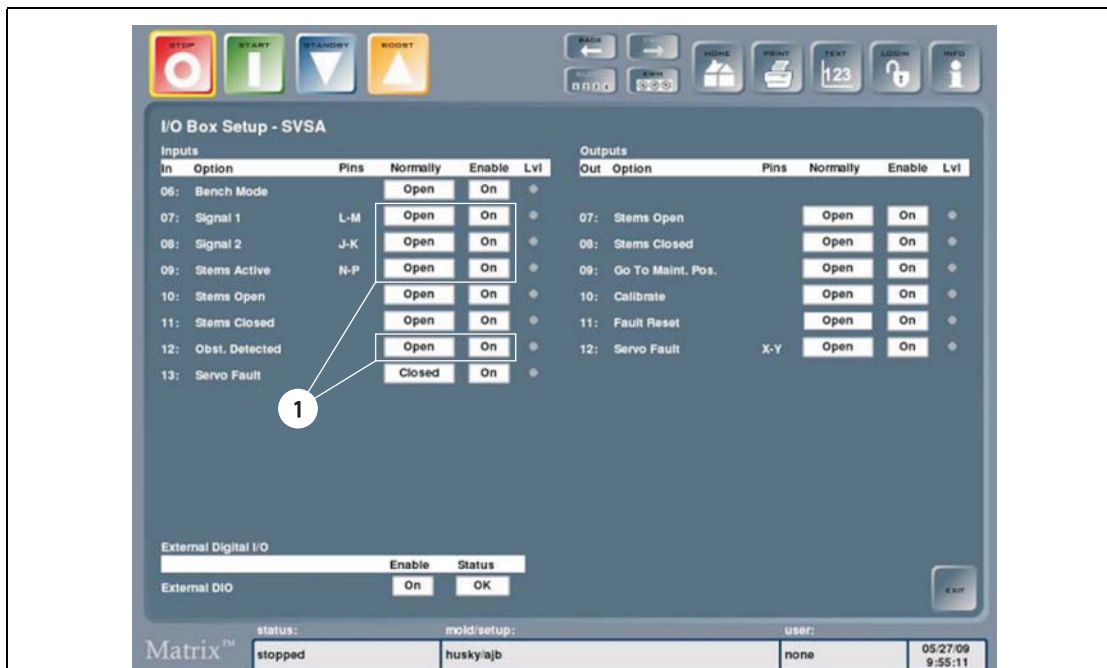 STOP START STANDBY BOOST BACK HOME PRINT TEXT LOGIN INFO
123
I/O Box Setup - SVSA
Inputs
In Option Pins Normally Enable Lvl
06: Bench Mode Open On
07: Signal 1 L-M Open On
08: Signal 2 J-K Open On
09: Stems Active N-P Open On
10: Stems Open Open On
11: Stems Closed Open On
12: Obst. Detected Open On
13: Servo Fault Closed On
1
Outputs
Out Option Pins Normally Enable Lvl
07: Stems Open Open On
08: Stems Closed Open On
09: Go To Maint. Pos. Open On
10: Calibrate Open On
11: Fault Reset Open On
12: Servo Fault X-Y Open On
External Digital I/O
Enable Status
External DIO On OK
EXIT
Matrix™
status: mold/setup: user:
stopped husky/ajb none 05/27/09
9:55:11